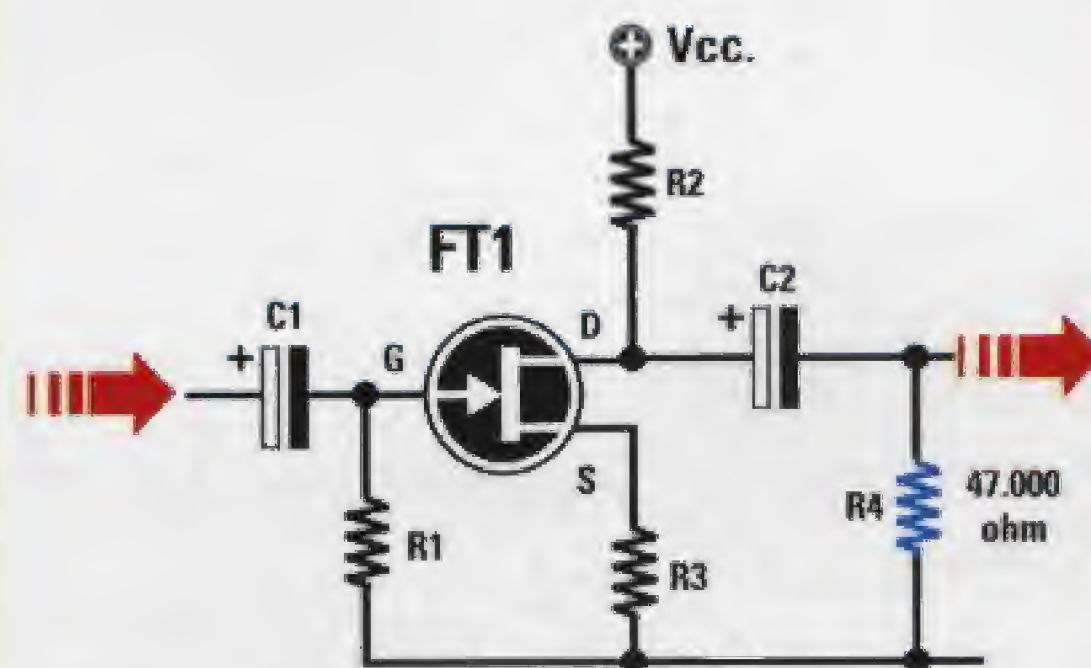 Vcc.
R2
FT1
C2
C1
D
+
+
G
S
47.000
R4
ohm
R1
R3